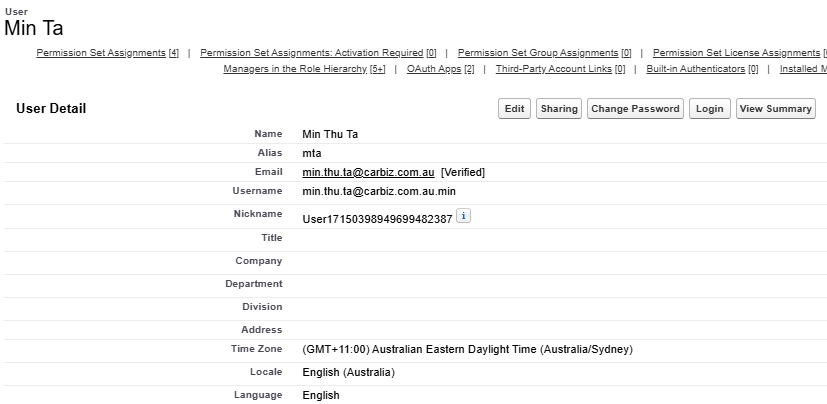 User
Min Ta
Permission Set Assignments [4] | Permission Set Assignments: Activation Required [0] | Permission Set Group Assignments [0] | Permission Set License Assignments
Managers in the Role Hierarchy [5+] | OAuth Apps [2] | Third-Party Account Links [0] | Built-in Authenticators [0] | Installed
User Detail Edit Sharing Change Password Login View Summary
Name Min Thu Ta
Alias mta
Email min.thu.ta@carbiz.com.au [Verified]
Username min.thu.ta@carbiz.com.au.min
Nickname User17150398949699482387 i
Title
Company
Department
Division
Address
Time Zone (GMT+11:00) Australian Eastern Daylight Time (Australia/Sydney)
Locale English (Australia)
Language English